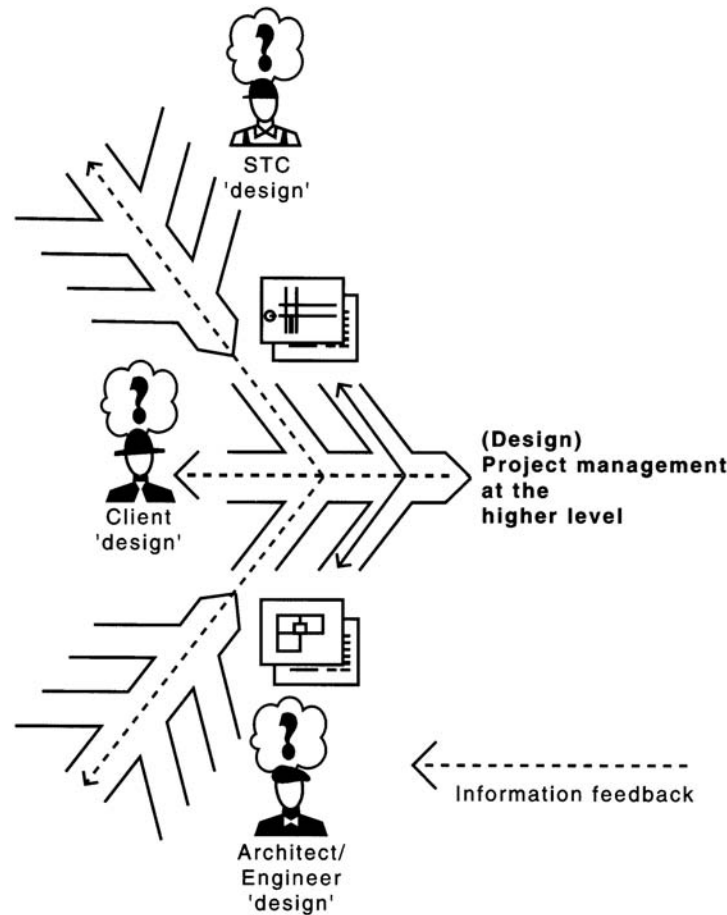 STC
'design'
(Design)
Project management
at the
higher level
Client
'design'
Information feedback
Architect/
Engineer
'design'